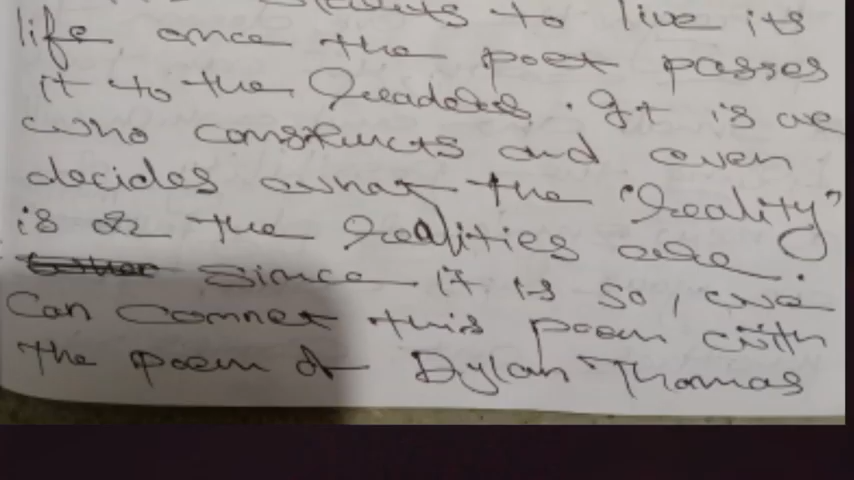 to live its
life once the poet passes
it to the readers. It is we
who constructs and even
decides what the "reality"
is or the realities are.
since it is so, we
can connet this poem with
the poem of Dylan Thomas